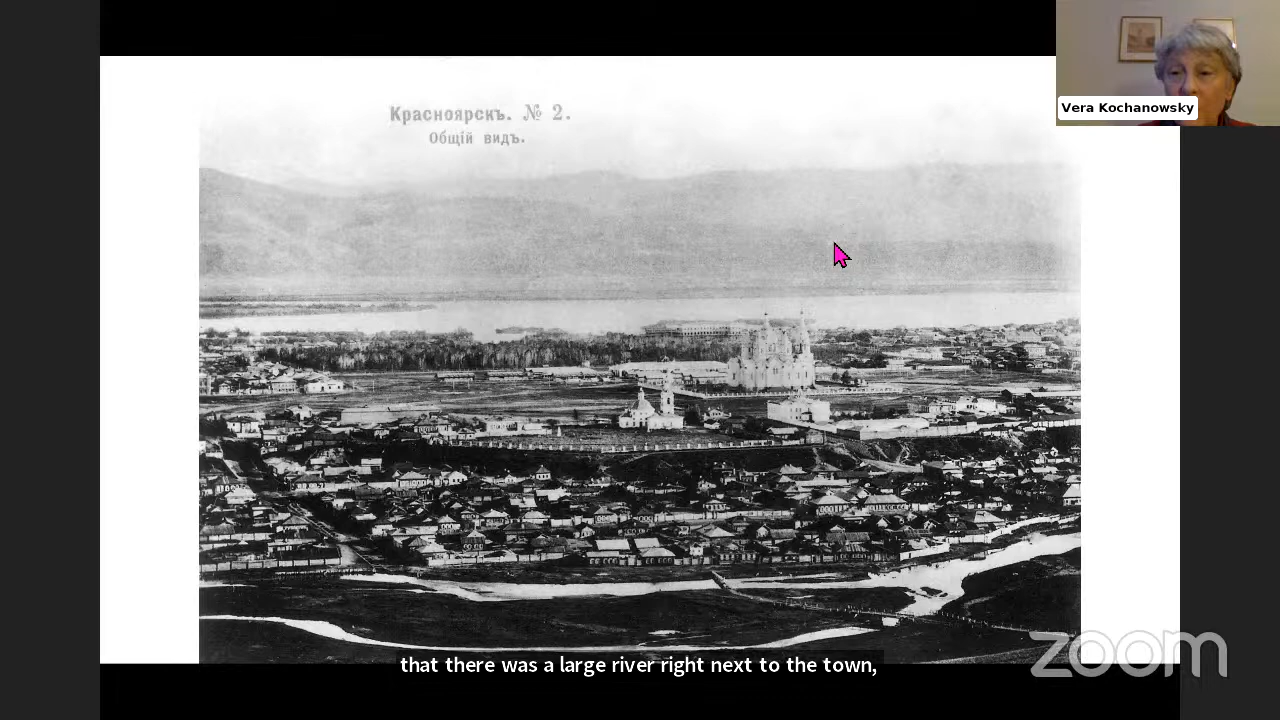 Красноярскъ. № 2.
Общій видъ.
Vera Kochanowsky
that there was a large river right next to the town,
zoom